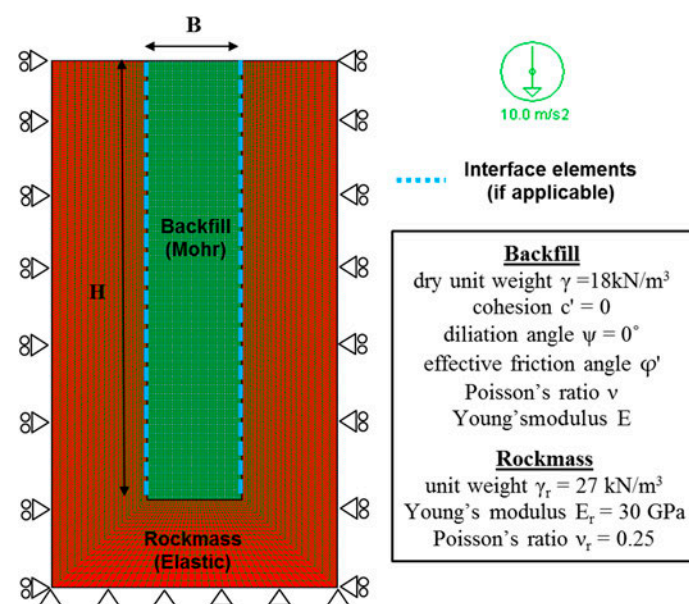 B
10.0 m/s2
Interface elements
(if applicable)
Backfill
(Mohr)
H
Rockmass
(Elastic)
Backfill
dry unit weight γ =18kN/m³
cohesion c' = 0
diliation angle ψ = 0˚
effective friction angle φ'
Poisson's ratio ν
Young'smodulus E
Rockmass
unit weight γᵣ = 27 kN/m³
Young's modulus Eᵣ = 30 GPa
Poisson's ratio νᵣ = 0.25